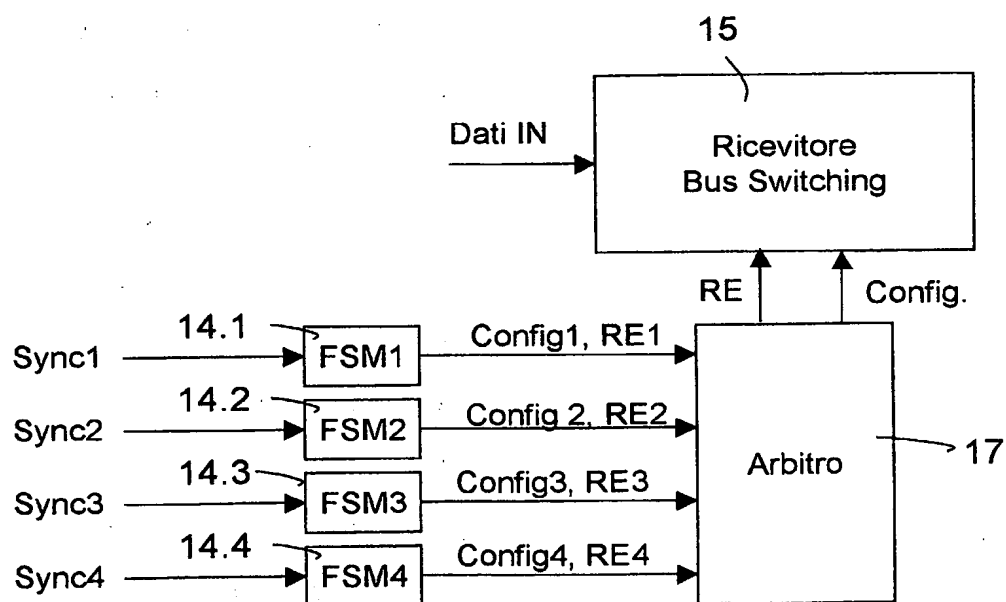 15
Dati IN
Ricevitore
Bus Switching
RE
Config.
Sync1
14.1
FSM1
Config1, RE1
Sync2
14.2
FSM2
Config 2, RE2
Sync3
14.3
FSM3
Config3, RE3
Sync4
14.4
FSM4
Config4, RE4
Arbitro
17